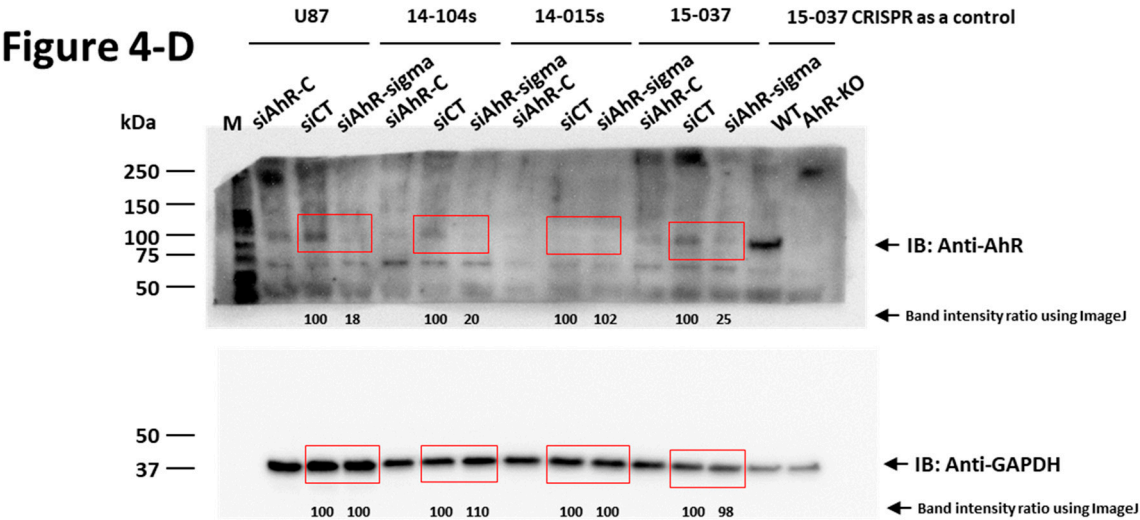 U87 14-104s 14-015s 15-037 15-037 CRISPR as a control
Figure 4-D
siAhR-C siCT siAhR-sigma siAhR-C siCT siAhR-sigma siAhR-C siCT siAhR-sigma siAhR-C siCT siAhR-sigma WT AhR-KO
kDa M
250
150
100
75
50
IB: Anti-AhR
100 18 100 20 100 102 100 25 Band intensity ratio using ImageJ
50
37
IB: Anti-GAPDH
100 100 100 110 100 100 100 98 Band intensity ratio using ImageJ